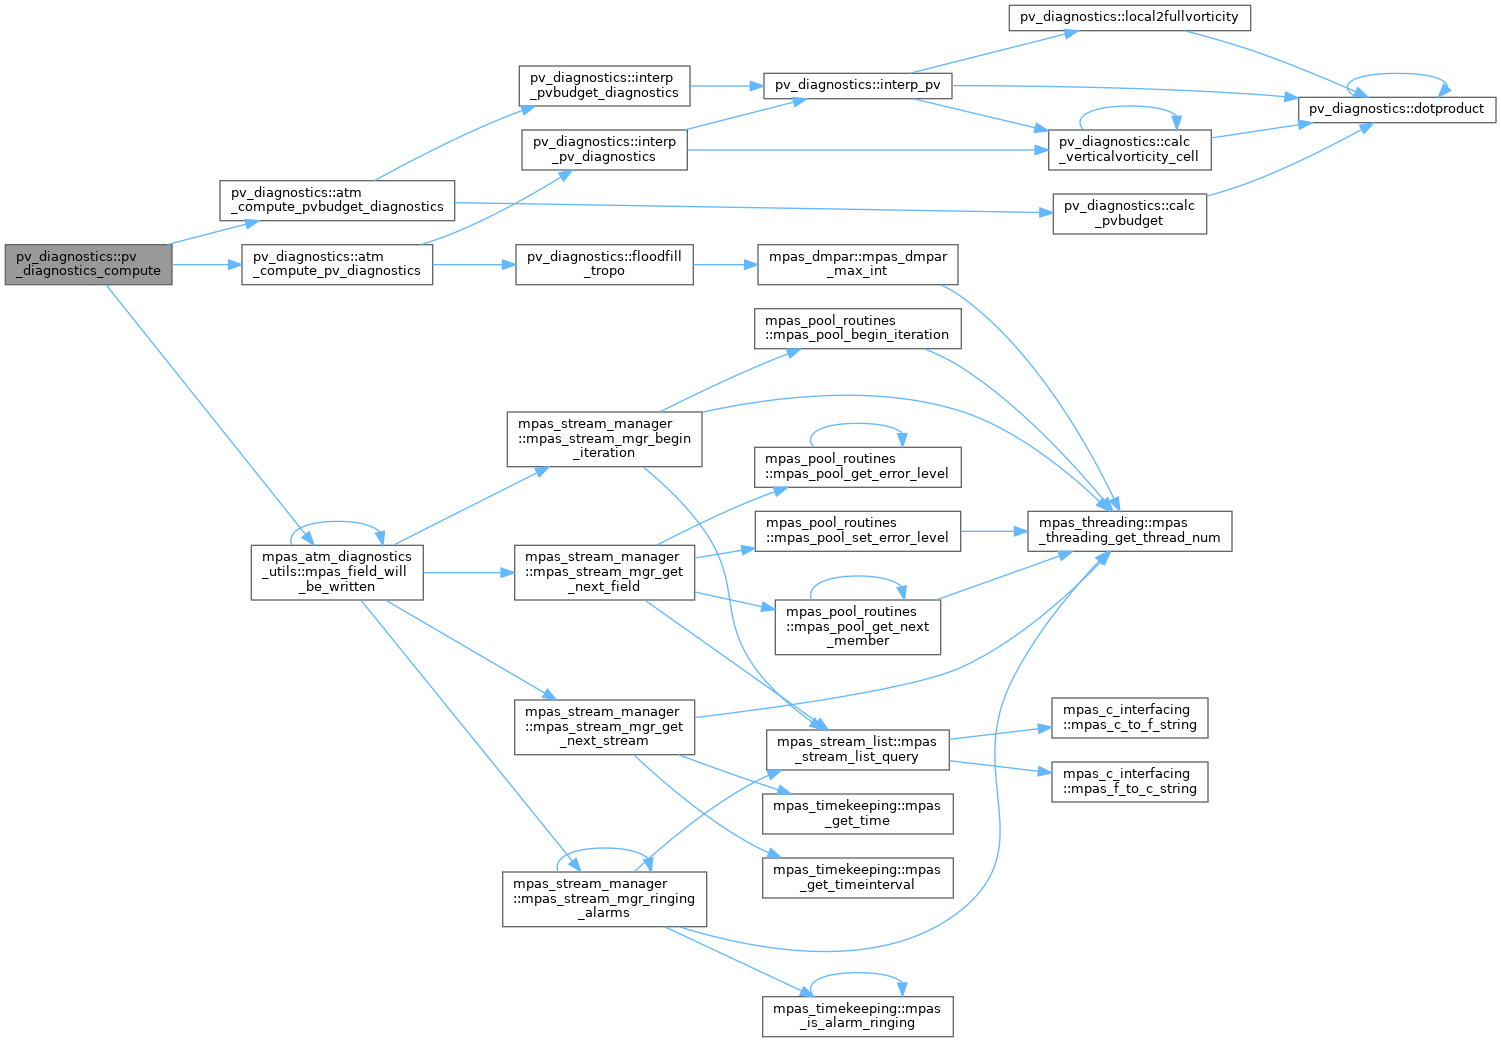 pv_diagnostics::local2fullvorticity
pv_diagnostics::interp
_pvbudget_diagnostics
pv_diagnostics::interp_pv
pv_diagnostics::dotproduct
pv_diagnostics::interp
_pv_diagnostics
pv_diagnostics::calc
_verticalvorticity_cell
pv_diagnostics::atm
_compute_pvbudget_diagnostics
pv_diagnostics::calc
_pvbudget
pv_diagnostics::pv
_diagnostics_compute
pv_diagnostics::atm
_compute_pv_diagnostics
pv_diagnostics::floodfill
_tropo
mpas_dmpar::mpas_dmpar
_max_int
mpas_pool_routines
::mpas_pool_begin_iteration
mpas_stream_manager
::mpas_stream_mgr_begin
_iteration
mpas_pool_routines
::mpas_pool_get_error_level
mpas_pool_routines
::mpas_pool_set_error_level
mpas_threading::mpas
_threading_get_thread_num
mpas_atm_diagnostics
_utils::mpas_field_will
_be_written
mpas_stream_manager
::mpas_stream_mgr_get
_next_field
mpas_pool_routines
::mpas_pool_get_next
_member
mpas_stream_manager
::mpas_stream_mgr_get
_next_stream
mpas_stream_list::mpas
_stream_list_query
mpas_c_interfacing
::mpas_c_to_f_string
mpas_c_interfacing
::mpas_f_to_c_string
mpas_timekeeping::mpas
_get_time
mpas_timekeeping::mpas
_get_timeinterval
mpas_stream_manager
::mpas_stream_mgr_ringing
_alarms
mpas_timekeeping::mpas
_is_alarm_ringing